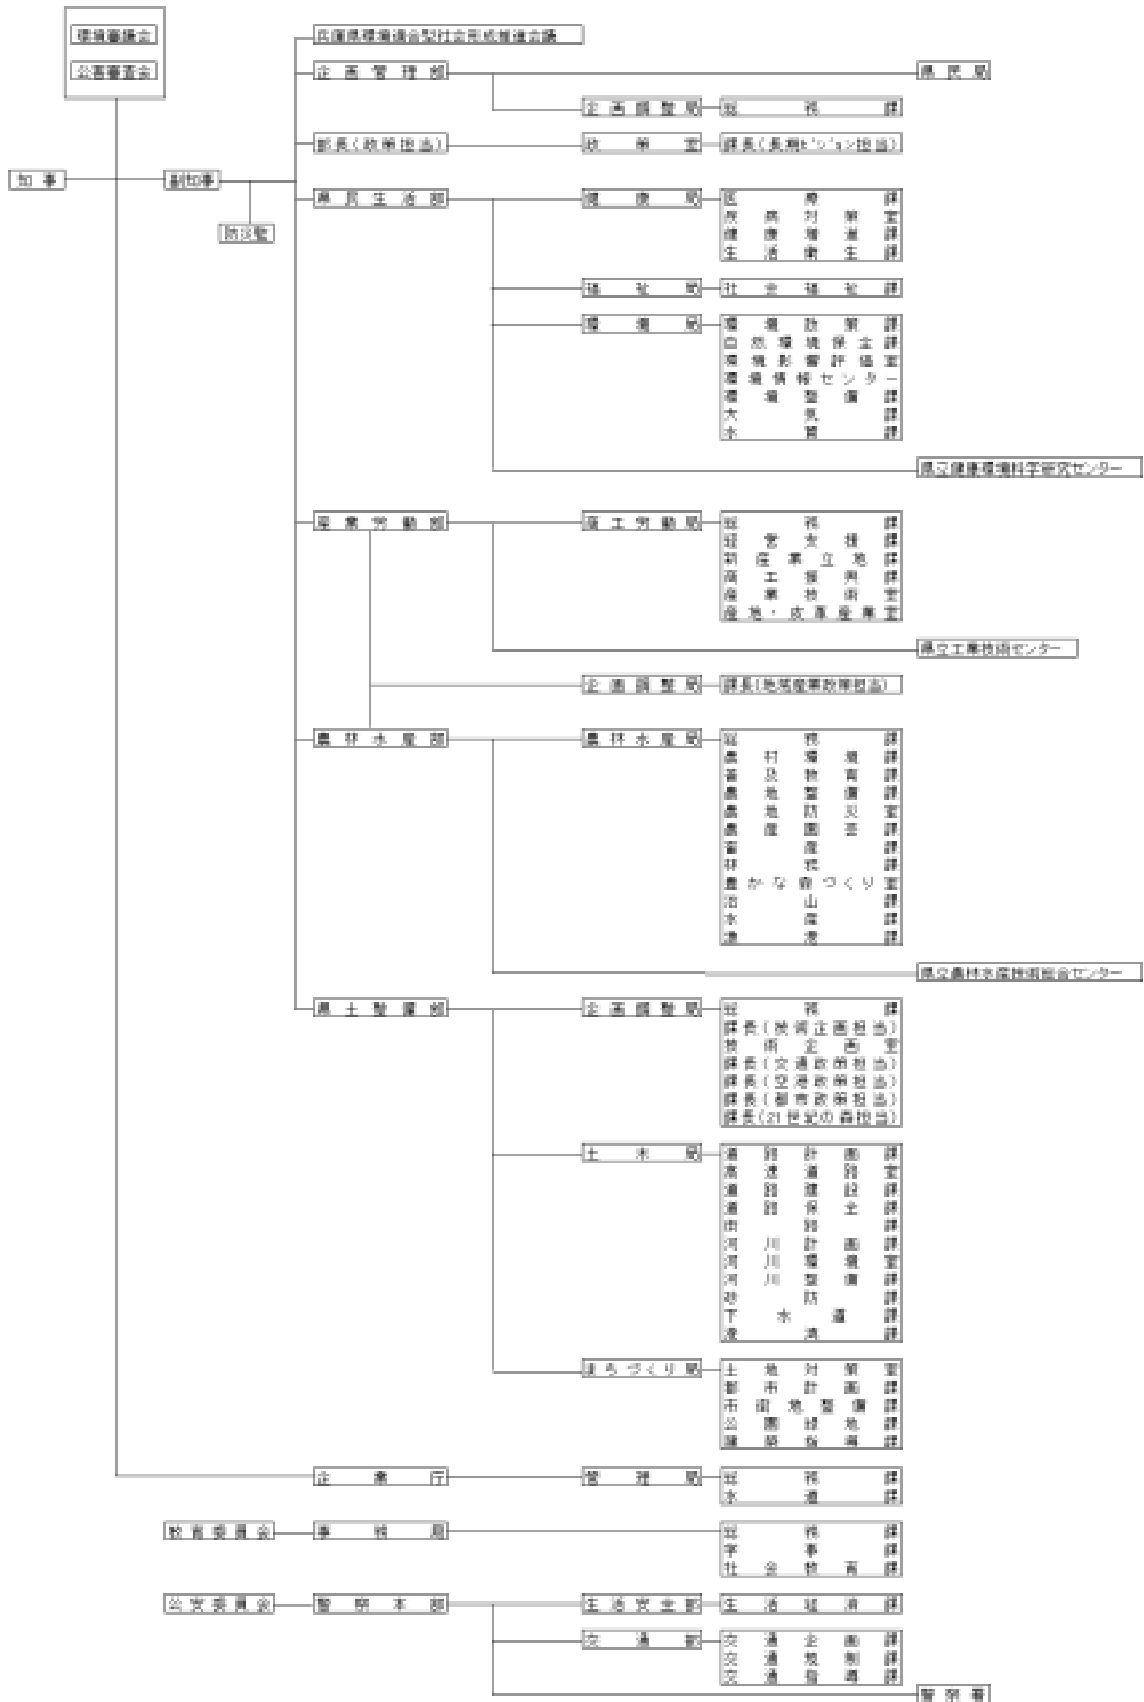 環境審議会
公害審査会
兵庫県環境適合型社会形成推進会議
企画管理部
県民局
企画調整局
総務課
部長(政策担当)
政策室
課長(長期ビジョン担当)
知事
副知事
防災監
県民生活部
健康局
医療課
疾病対策室
健康増進課
生活衛生課
福祉局
社会福祉課
環境局
環境政策課
自然環境保全課
環境影響評価室
環境情報センター
環境整備課
大気課
水質課
県立健康環境科学研究センター
産業労働部
商工労働局
総務課
経営支援課
新産業立地課
商工振興課
産業技術室
産地・皮革産業室
県立工業技術センター
企画調整局
課長(地域産業政策担当)
農林水産部
農林水産局
総務課
農村環境課
普及教育課
農地整備課
農地防災室
農産園芸課
畜産課
林務課
豊かな森づくり室
治山課
水産課
漁港課
県立農林水産技術総合センター
県土整備部
企画調整局
総務課
課長(技術企画担当)
技術企画室
課長(交通政策担当)
課長(空港政策担当)
課長(都市政策担当)
課長(21世紀の森担当)
土木局
道路計画課
高速道路室
道路建設課
道路保全課
街路課
河川計画課
河川環境室
河川整備課
砂防課
下水道課
港湾課
まちづくり局
土地対策室
都市計画課
市街地整備課
公園緑地課
建築指導課
企業庁
管理局
総務課
水道課
教育委員会
事務局
総務課
学事課
社会教育課
公安委員会
警察本部
生活安全部
生活経済課
交通部
交通企画課
交通規制課
交通指導課
警察署